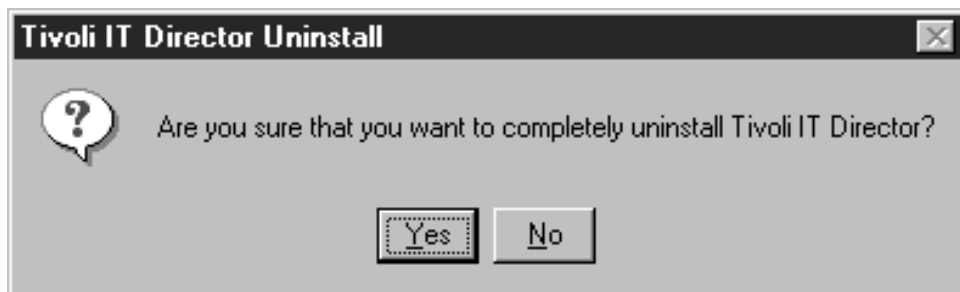 Tivoli IT Director Uninstall
Are you sure that you want to completely uninstall Tivoli IT Director?
Yes No